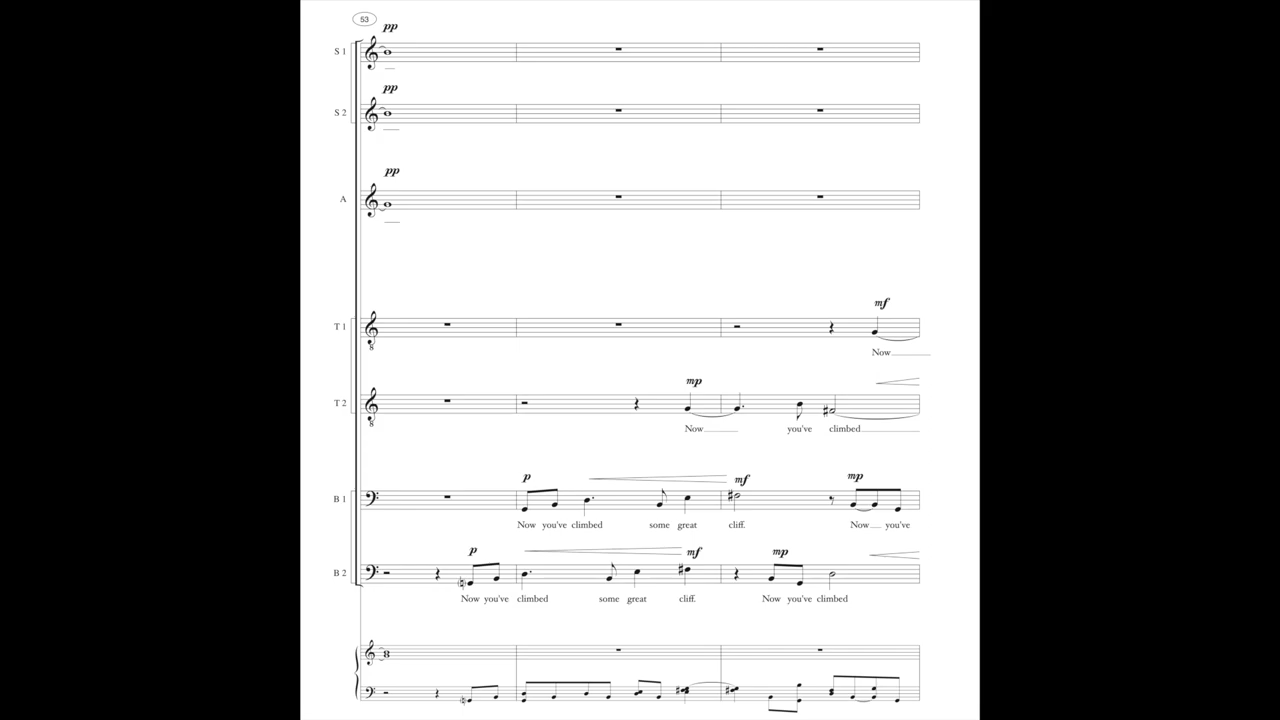 53
pp
S 1
pp
S 2
pp
A
mf
T 1
8
Now
mp
T 2
8
Now you've climbed
p mf mp
B 1
Now you've climbed some great cliff. Now you've
p mf mp
B 2
Now you've climbed some great cliff. Now you've climbed